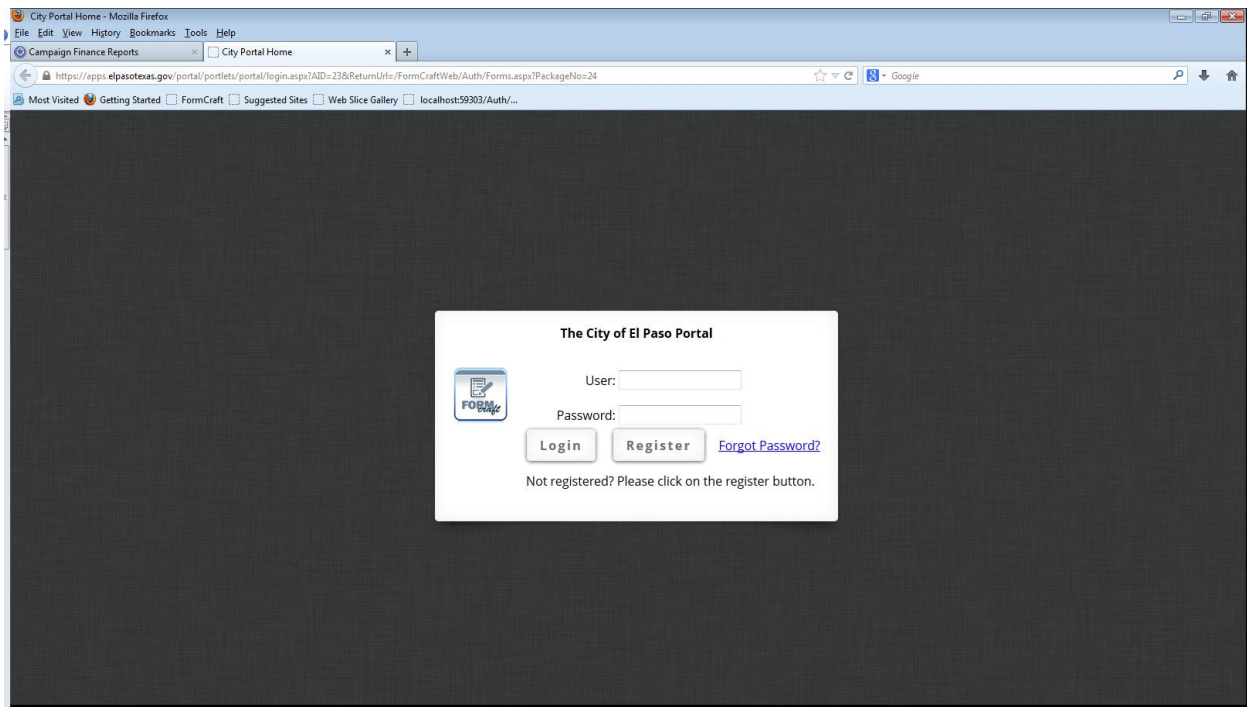 City Portal Home - Mozilla Firefox
File Edit View History Bookmarks Tools Help
Campaign Finance Reports × City Portal Home × +
https://apps.elpasotexas.gov/portal/portlets/portal/login.aspx?AID=23&ReturnUrl=/FormCraftWeb/Auth/Forms.aspx?PackageNo=24 Google
Most Visited Getting Started FormCraft Suggested Sites Web Slice Gallery localhost:59303/Auth/...
The City of El Paso Portal
User:
FORMcraft
Password:
Login Register Forgot Password?
Not registered? Please click on the register button.